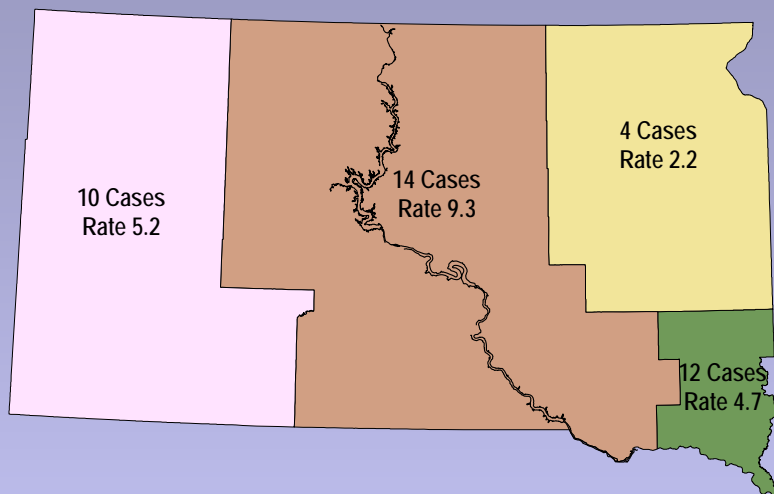 10 Cases
Rate 5.2
14 Cases
Rate 9.3
4 Cases
Rate 2.2
12 Cases
Rate 4.7